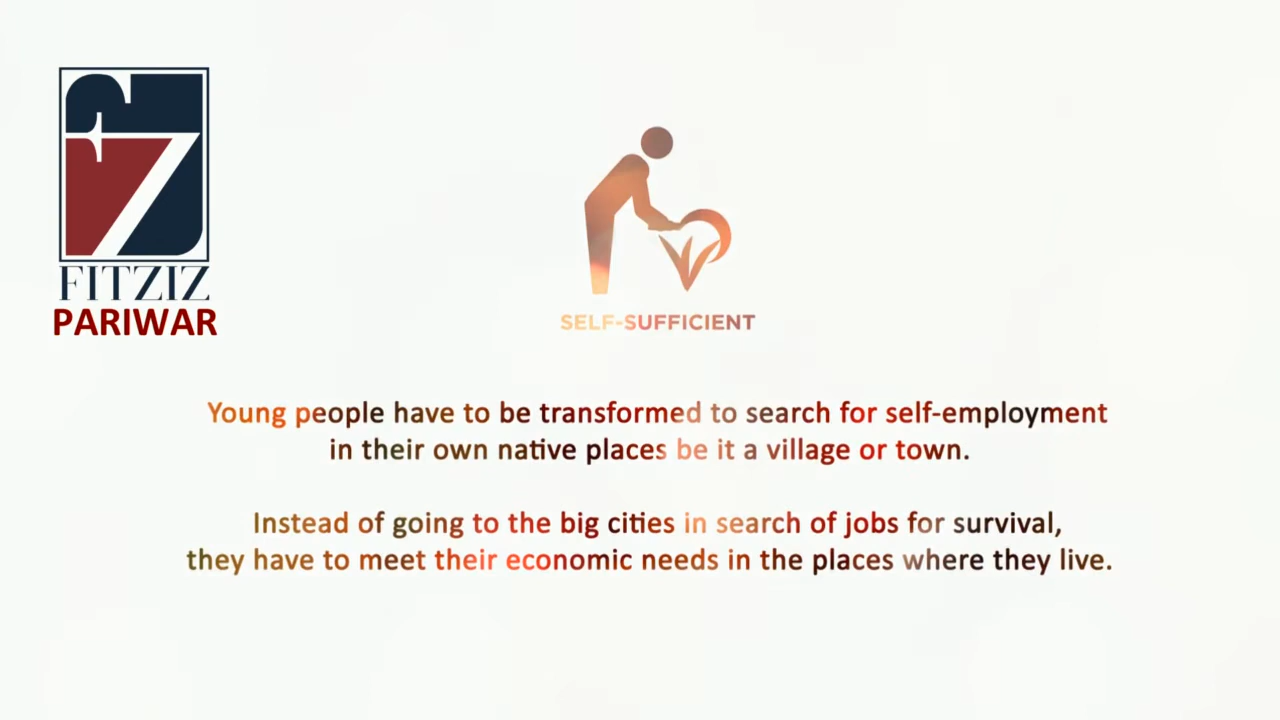 FITZIZ
PARIWAR
SELF-SUFFICIENT
Young people have to be transformed to search for self-employment
in their own native places be it a village or town.
Instead of going to the big cities in search of jobs for survival,
they have to meet their economic needs in the places where they live.